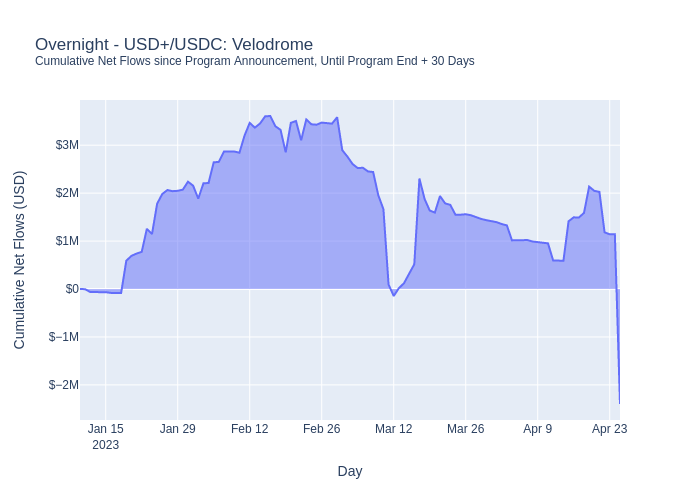 Overnight - USD+/USDC: Velodrome
Cumulative Net Flows since Program Announcement, Until Program End + 30 Days
Cumulative Net Flows (USD)
$3M
$2M
$1M
$0
$−1M
$−2M
Jan 15
2023
Jan 29
Feb 12
Feb 26
Mar 12
Mar 26
Apr 9
Apr 23
Day